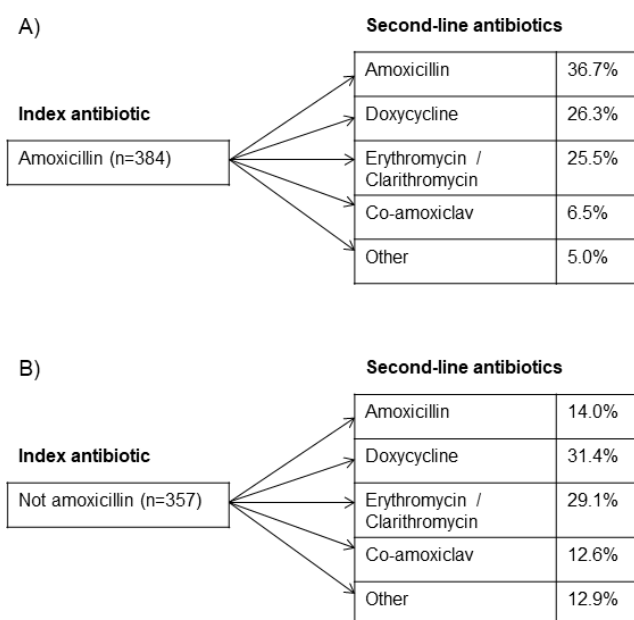 A)
Second-line antibiotics
Index antibiotic
Amoxicillin (n=384)
Amoxicillin 36.7%
Doxycycline 26.3%
Erythromycin / 25.5%
Clarithromycin
Co-amoxiclav 6.5%
Other 5.0%
B)
Second-line antibiotics
Index antibiotic
Not amoxicillin (n=357)
Amoxicillin 14.0%
Doxycycline 31.4%
Erythromycin / 29.1%
Clarithromycin
Co-amoxiclav 12.6%
Other 12.9%